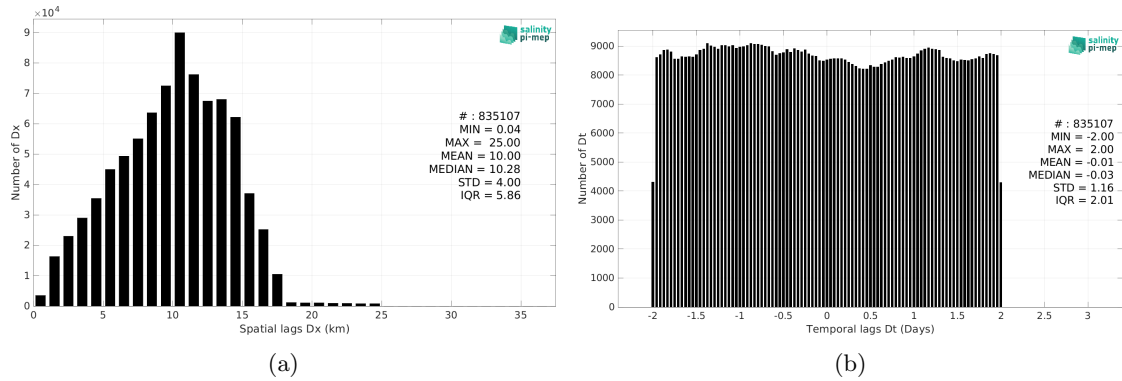 ×10⁴
9
8
7
6
5
4
3
2
1
0
Number of Dx
0 5 10 15 20 25 30 35
Spatial lags Dx (km)
salinity
pi-mep
# : 835107
MIN = 0.04
MAX = 25.00
MEAN = 10.00
MEDIAN = 10.28
STD = 4.00
IQR = 5.86
(a)
9000
8000
7000
6000
5000
4000
3000
2000
1000
0
Number of Dt
-2 -1.5 -1 -0.5 0 0.5 1 1.5 2 2.5 3
Temporal lags Dt (Days)
salinity
pi-mep
# : 835107
MIN = -2.00
MAX = 2.00
MEAN = -0.01
MEDIAN = -0.03
STD = 1.16
IQR = 2.01
(b)